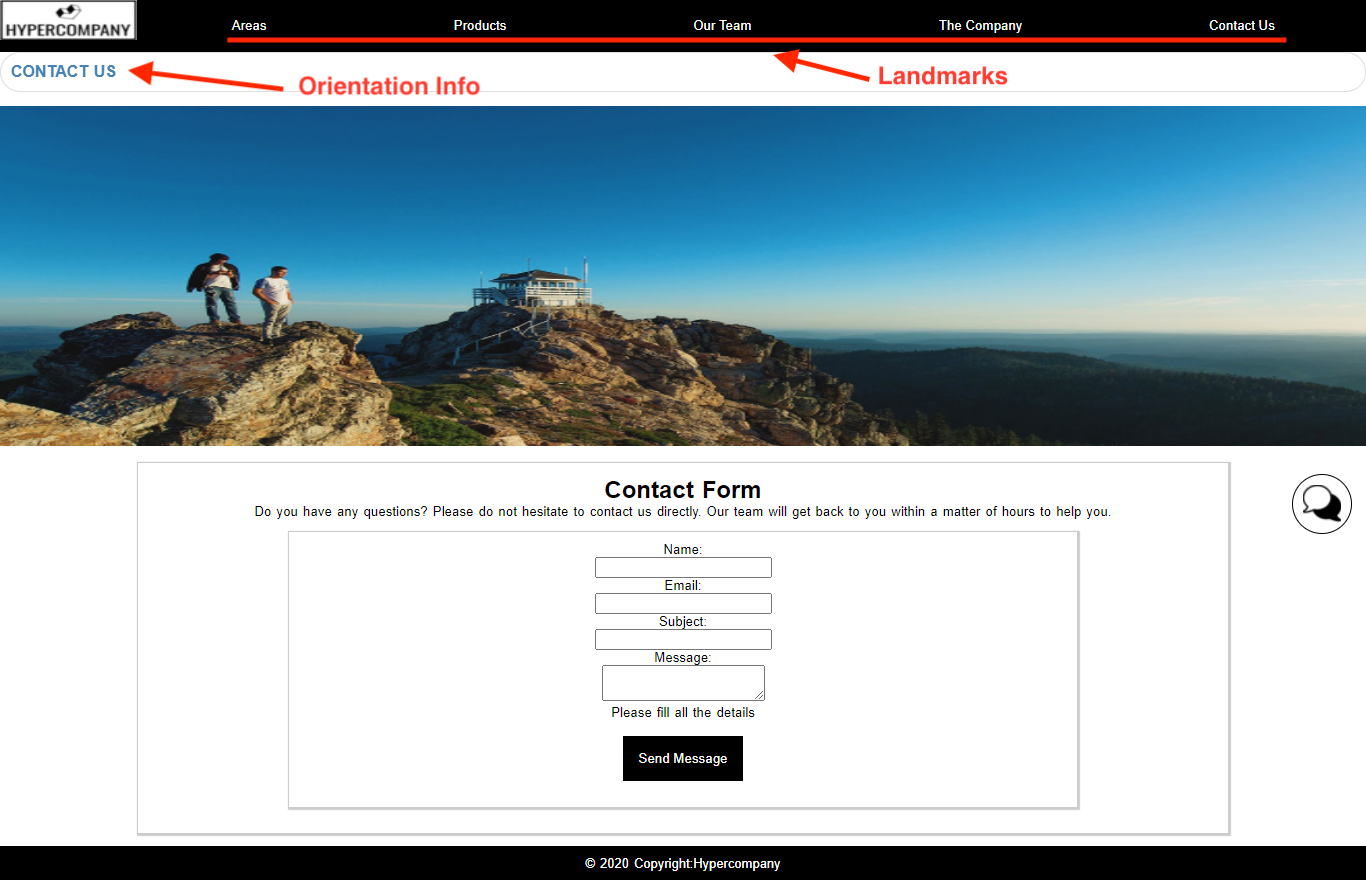 HYPERCOMPANY
Areas Products Our Team The Company Contact Us
CONTACT US
Orientation Info
Landmarks
Contact Form
Do you have any questions? Please do not hesitate to contact us directly. Our team will get back to you within a matter of hours to help you.
Name:
Email:
Subject:
Message:
Please fill all the details
Send Message
© 2020 Copyright:Hypercompany